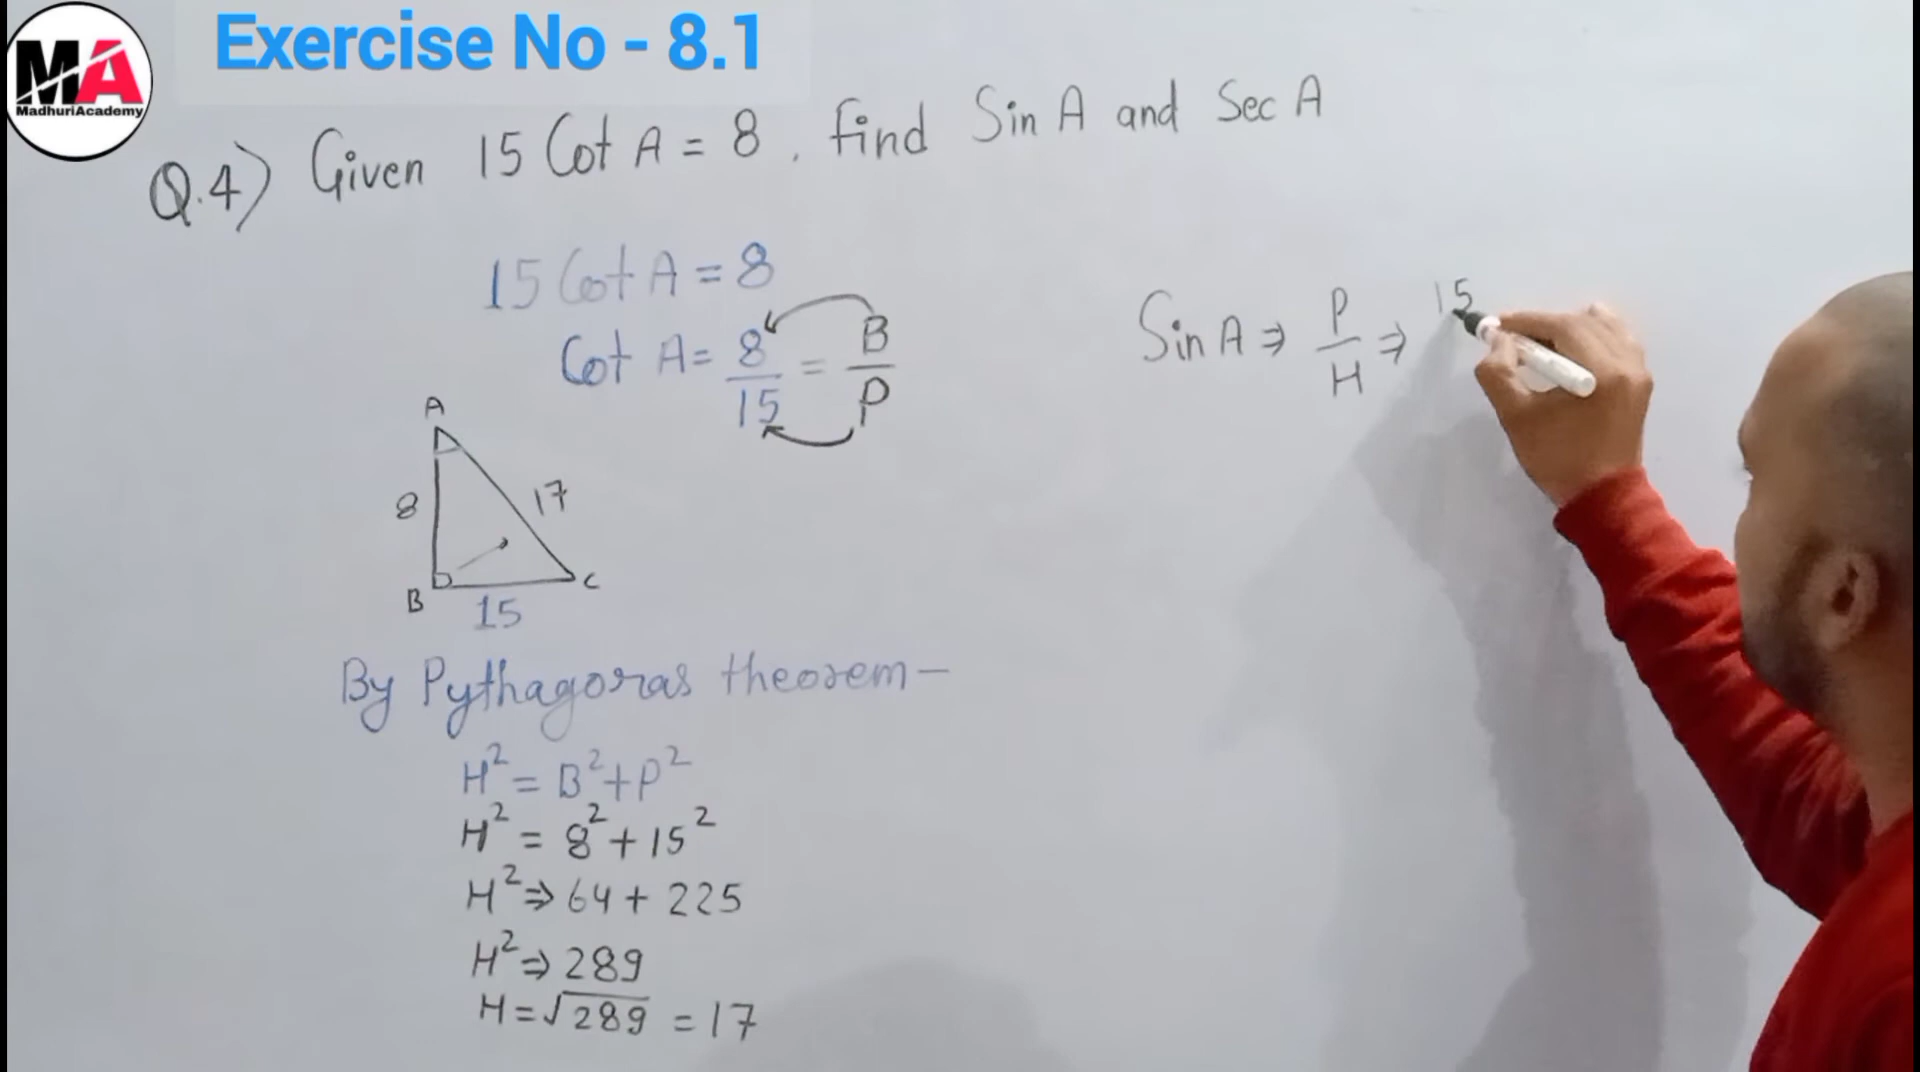 MA
MadhuriAcademy
Exercise No - 8.1
Q.4) Given 15 Cot A = 8, find Sin A and Sec A
15 Cot A = 8
Cot A = 8/15 = B/P
A
8
17
B
C
15
By Pythagoras theorem-
H² = B²+P²
H² = 8²+15²
H² ⇒ 64+ 225
H² ⇒ 289
H = √289 = 17
Sin A ⇒ P/H ⇒ 15